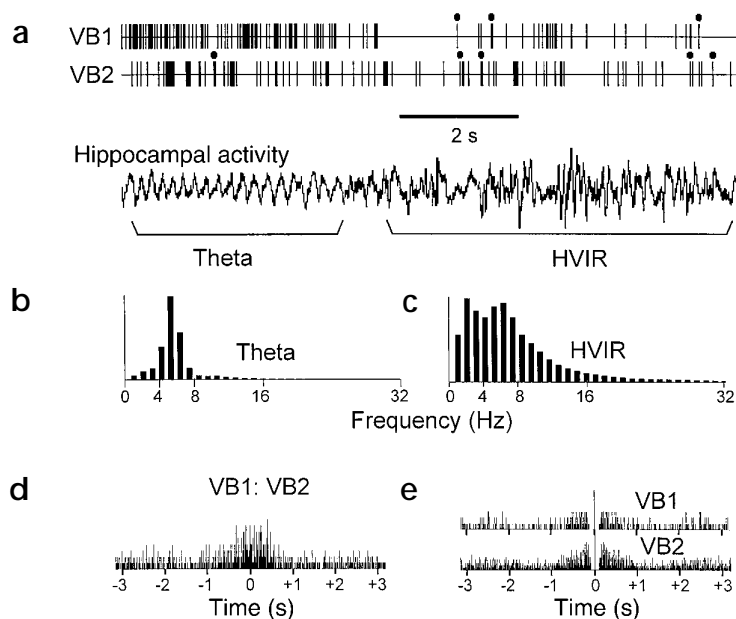 a
VB1
VB2
2 s
Hippocampal activity
Theta
HVIR
b
Theta
0 4 8 16 32
c
HVIR
0 4 8 16 32
Frequency (Hz)
d
VB1: VB2
-3 -2 -1 0 +1 +2 +3
Time (s)
e
VB1
VB2
-3 -2 -1 0 +1 +2 +3
Time (s)